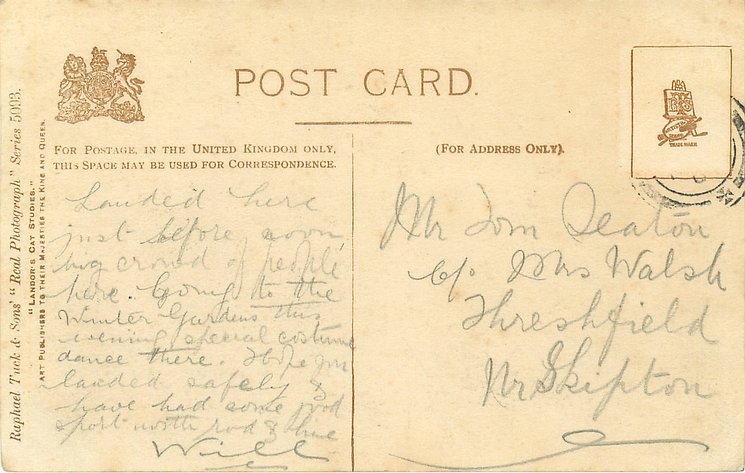 Raphael Tuck & Sons' "Real Photograph" Series 5093.
"LANDOR'S CAT STUDIES."
ART PUBLISHERS TO THEIR MAJESTIES THE KING AND QUEEN.
POST CARD.
FOR POSTAGE, IN THE UNITED KINGDOM ONLY,
THIS SPACE MAY BE USED FOR CORRESPONDENCE.
Landed here
just before noon
big crowd of people
here. Going to the
Winter Gardens this
evening special costume
dance there. Hope you
landed safely &
have had some good
sport with rod & line
Will
(FOR ADDRESS ONLY).
TRADE MARK
Mr Tom Seaton
c/o Mrs Walsh
Threshfield
Nr Skipton